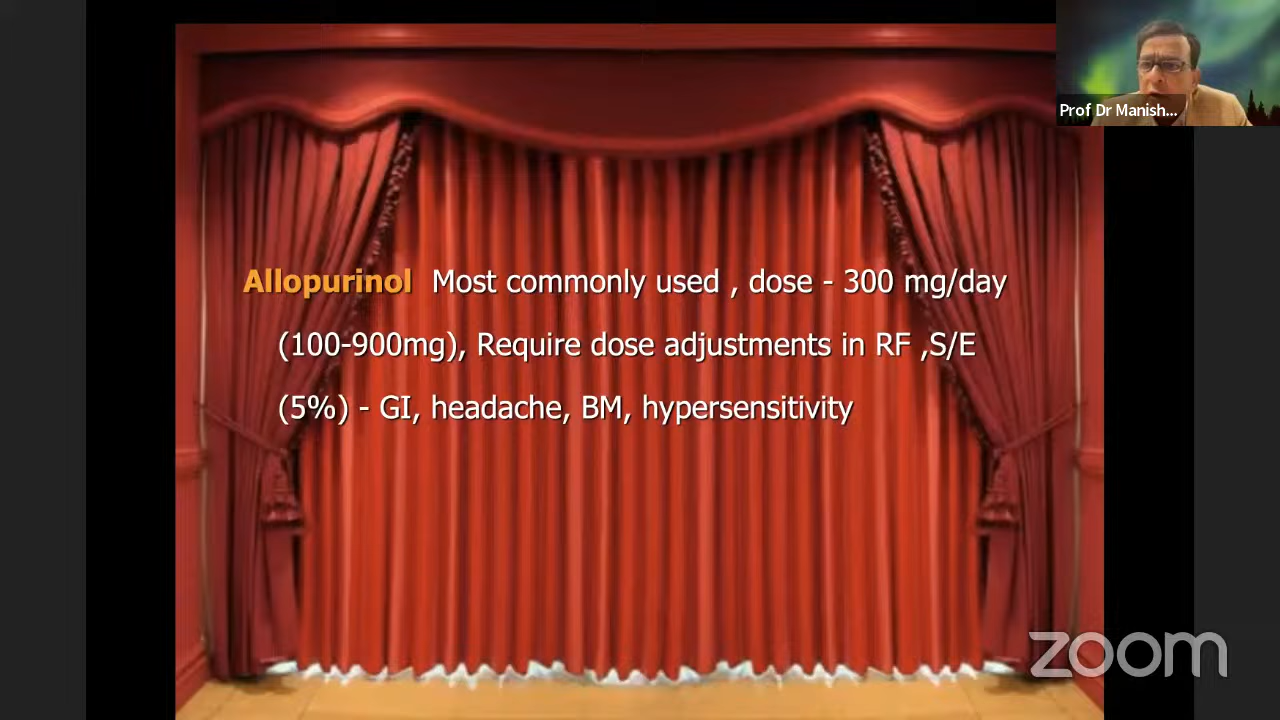 Prof Dr Manish...
Allopurinol Most commonly used , dose - 300 mg/day
(100-900mg), Require dose adjustments in RF ,S/E
(5%) - GI, headache, BM, hypersensitivity
zoom